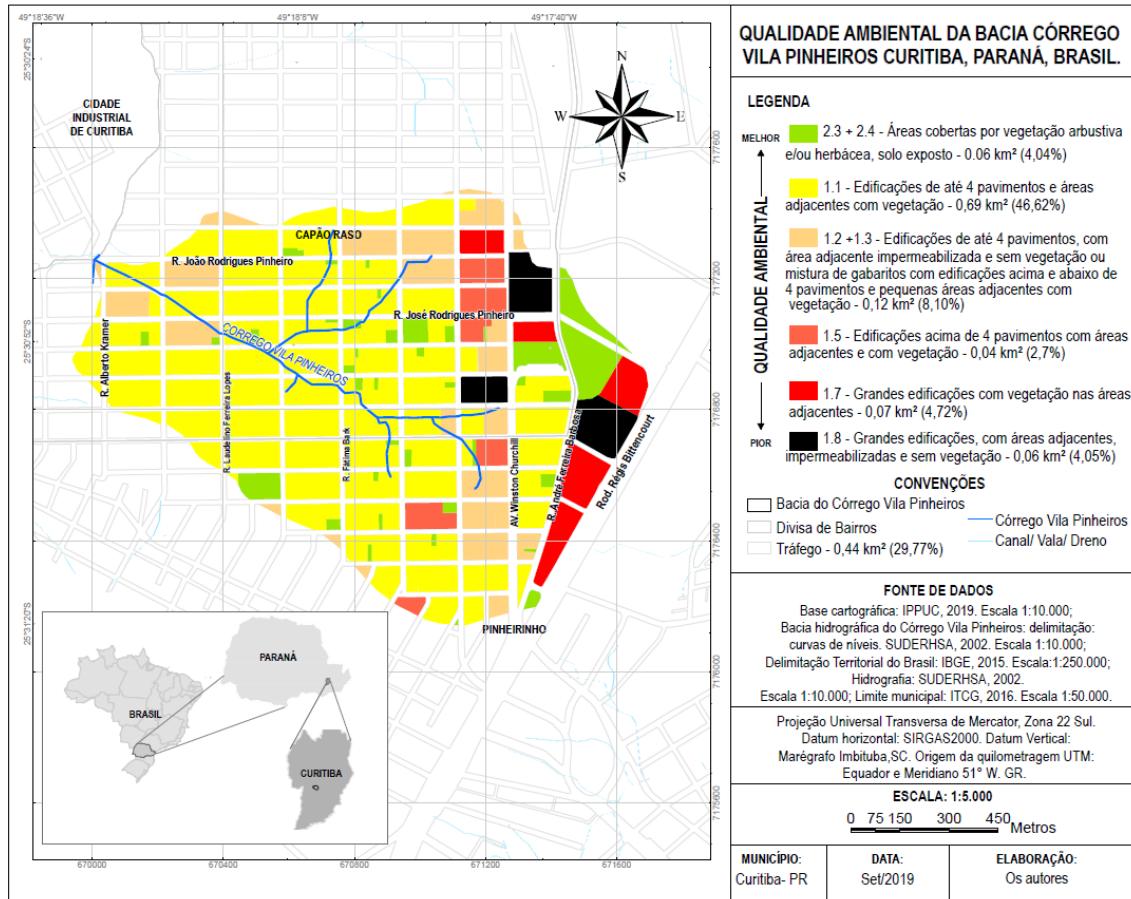 49°18'36"W
49°18'8"W
49°17'40"W
25°30'24"S
25°30'52"S
25°31'20"S
CIDADE
INDUSTRIAL
DE CURITIBA
N
W
E
S
CAPÃO RASO
R. João Rodrigues Pinheiro
R. José Rodrigues Pinheiro
CÓRREGO VILA PINHEIROS
R. Alberto Kramer
R. Laudelino Ferreira Lopes
R. Fátima Bark
AV. Winston Churchill
R. André Ferreira Barbosa
Rod. Régis Bittencourt
PINHEIRINHO
7177600
7177200
7176800
7176400
7176000
7175600
670000
670400
670800
671200
671600
PARANÁ
BRASIL
CURITIBA
QUALIDADE AMBIENTAL DA BACIA CÓRREGO
VILA PINHEIROS CURITIBA, PARANÁ, BRASIL.
LEGENDA
MELHOR
QUALIDADE AMBIENTAL
PIOR
2.3 + 2.4 - Áreas cobertas por vegetação arbustiva
e/ou herbácea, solo exposto - 0.06 km² (4,04%)
1.1 - Edificações de até 4 pavimentos e áreas
adjacentes com vegetação - 0,69 km² (46,62%)
1.2 +1.3 - Edificações de até 4 pavimentos, com
área adjacente impermeabilizada e sem vegetação ou
mistura de gabaritos com edificações acima e abaixo de
4 pavimentos e pequenas áreas adjacentes com
vegetação - 0,12 km² (8,10%)
1.5 - Edificações acima de 4 pavimentos com áreas
adjacentes e com vegetação - 0,04 km² (2,7%)
1.7 - Grandes edificações com vegetação nas áreas
adjacentes - 0,07 km² (4,72%)
1.8 - Grandes edificações, com áreas adjacentes,
impermeabilizadas e sem vegetação - 0,06 km² (4,05%)
CONVENÇÕES
Bacia do Córrego Vila Pinheiros
Divisa de Bairros
Tráfego - 0,44 km² (29,77%)
Córrego Vila Pinheiros
Canal/ Vala/ Dreno
FONTE DE DADOS
Base cartográfica: IPPUC, 2019. Escala 1:10.000;
Bacia hidrográfica do Córrego Vila Pinheiros: delimitação:
curvas de níveis. SUDERHSA, 2002. Escala 1:10.000;
Delimitação Territorial do Brasil: IBGE, 2015. Escala:1:250.000;
Hidrografia: SUDERHSA, 2002.
Escala 1:10.000; Limite municipal: ITCG, 2016. Escala 1:50.000.
Projeção Universal Transversa de Mercator, Zona 22 Sul.
Datum horizontal: SIRGAS2000. Datum Vertical:
Marégrafo Imbituba,SC. Origem da quilometragem UTM:
Equador e Meridiano 51° W. GR.
ESCALA: 1:5.000
0 75 150 300 450
Metros
MUNICÍPIO:
Curitiba- PR
DATA:
Set/2019
ELABORAÇÃO:
Os autores